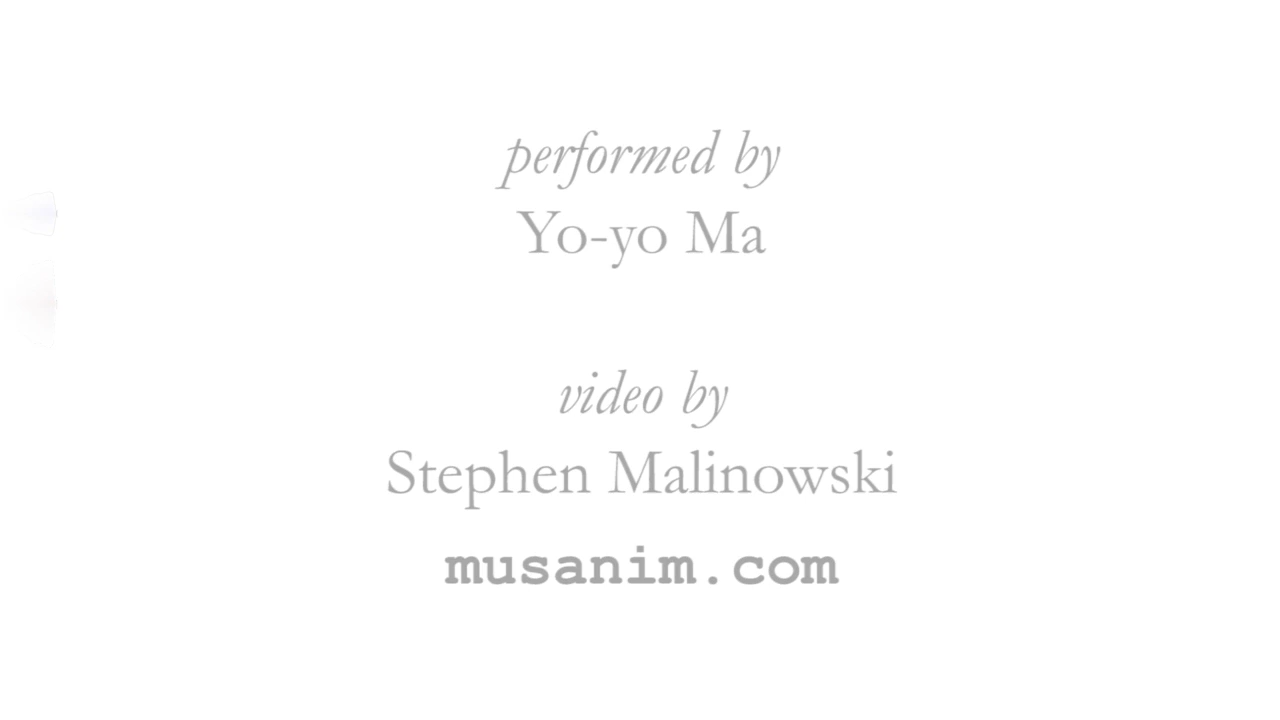 performed by
Yo-yo Ma
video by
Stephen Malinowski
musanim.com